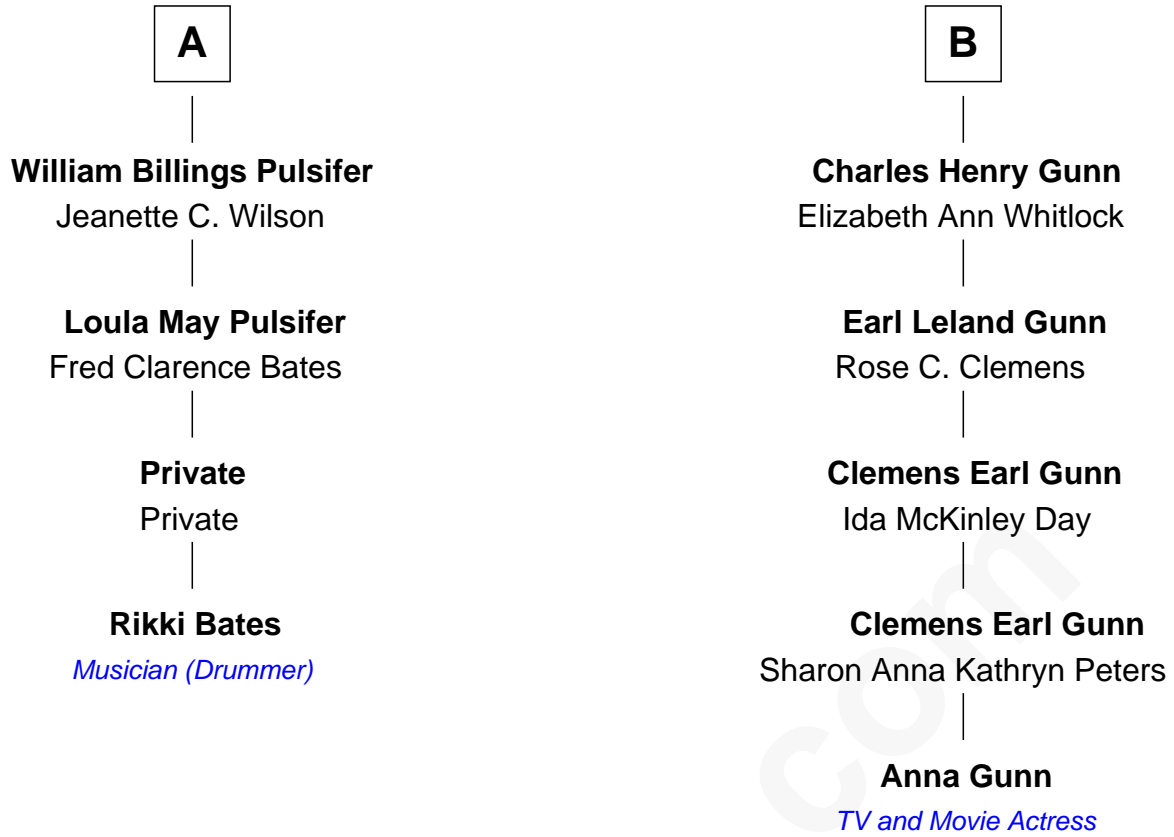 A
William Billings Pulsifer
Jeanette C. Wilson
Loula May Pulsifer
Fred Clarence Bates
Private
Private
Rikki Bates
Musician (Drummer)
B
Charles Henry Gunn
Elizabeth Ann Whitlock
Earl Leland Gunn
Rose C. Clemens
Clemens Earl Gunn
Ida McKinley Day
Clemens Earl Gunn
Sharon Anna Kathryn Peters
Anna Gunn
TV and Movie Actress
com